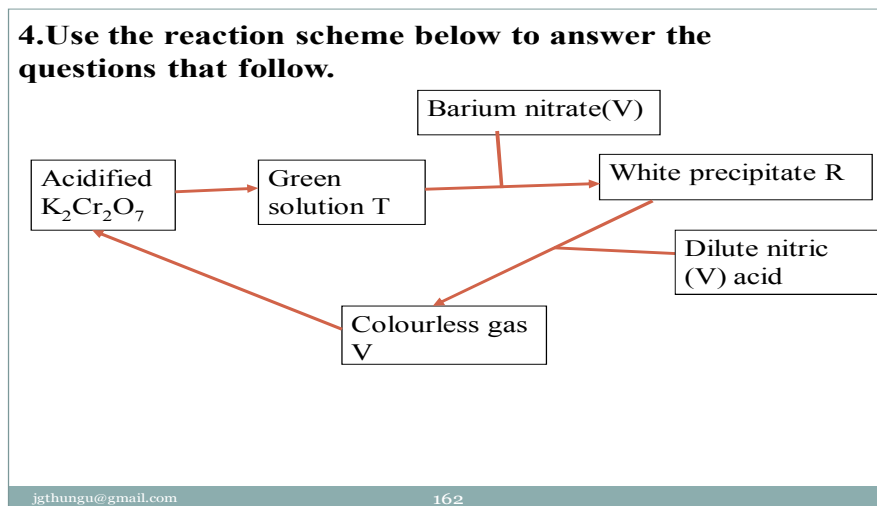 4.Use the reaction scheme below to answer the
questions that follow.
Barium nitrate(V)
Acidified
K₂Cr₂O₇
Green
solution T
White precipitate R
Dilute nitric
(V) acid
Colourless gas
V
jgthungu@gmail.com
162